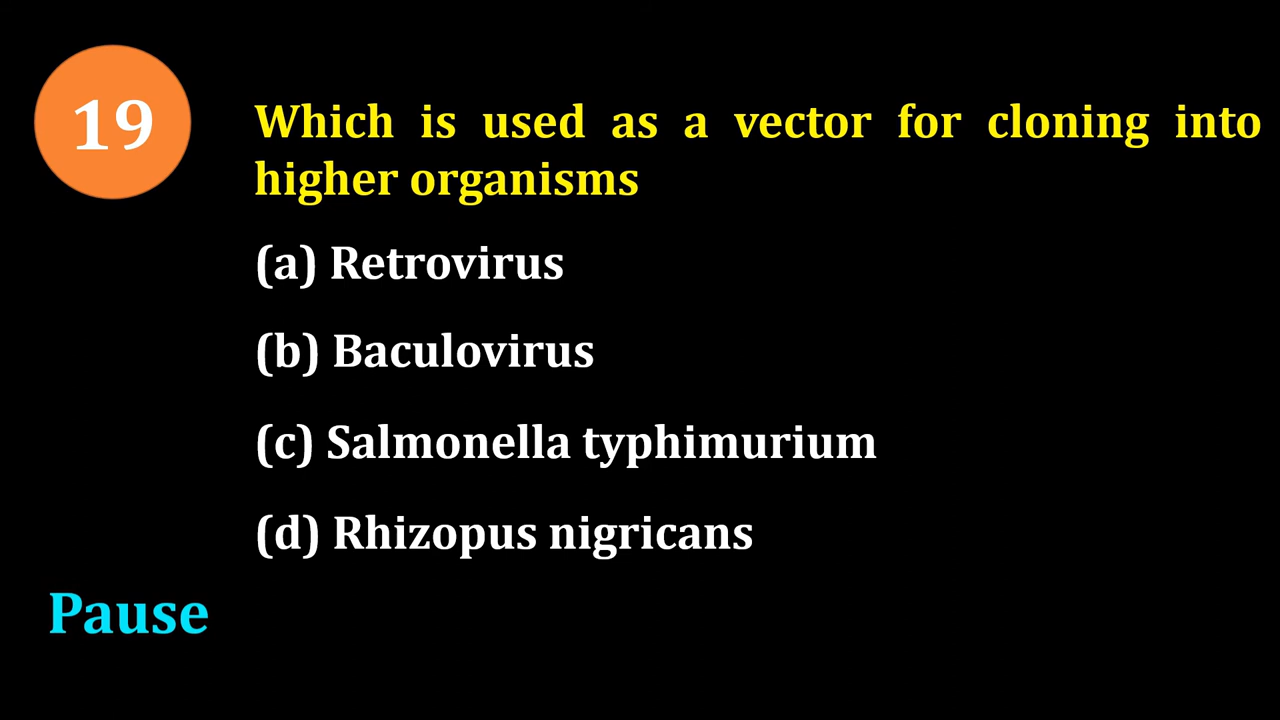 19
Which is used as a vector for cloning into
higher organisms
(a) Retrovirus
(b) Baculovirus
(c) Salmonella typhimurium
(d) Rhizopus nigricans
Pause